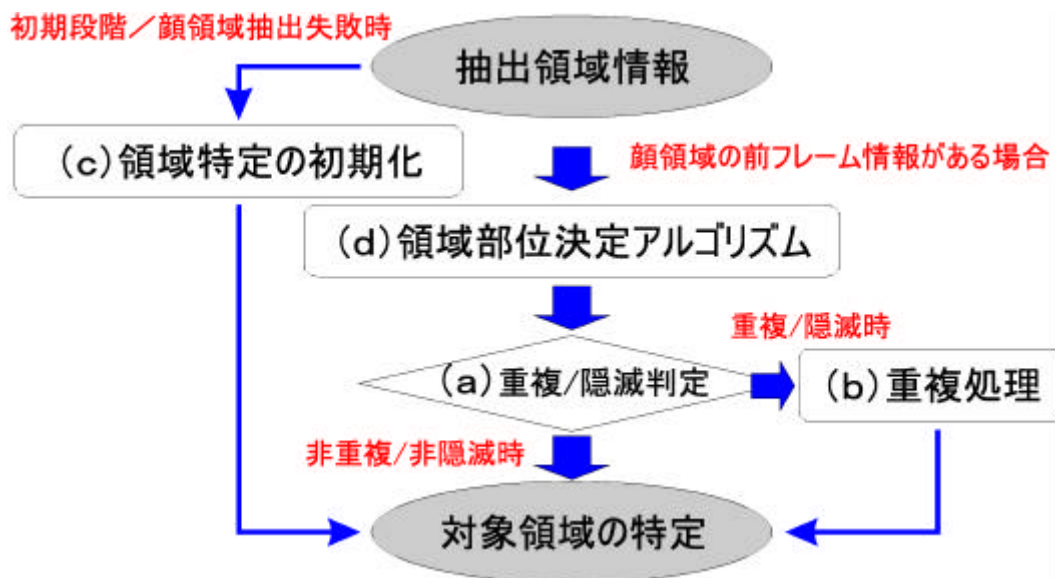 初期段階／顔領域抽出失敗時
抽出領域情報
(c)領域特定の初期化
顔領域の前フレーム情報がある場合
(d)領域部位決定アルゴリズム
重複/隠滅時
(a)重複/隠滅判定
(b)重複処理
非重複/非隠滅時
対象領域の特定